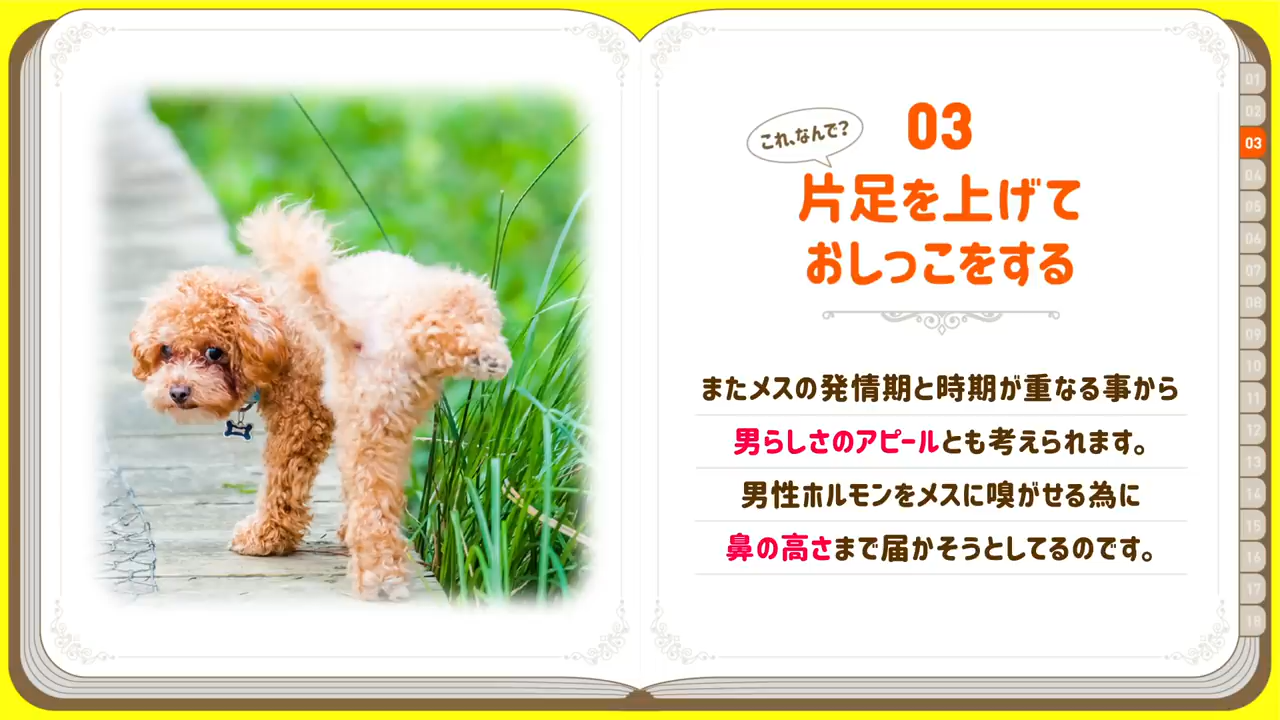 これ、なんで?
03
片足を上げて
おしっこをする
またメスの発情期と時期が重なる事から
男らしさのアピールとも考えられます。
男性ホルモンをメスに嗅がせる為に
鼻の高さまで届かそうとしてるのです。
01
02
03
04
05
06
07
08
09
10
11
12
13
14
15
16
17
18